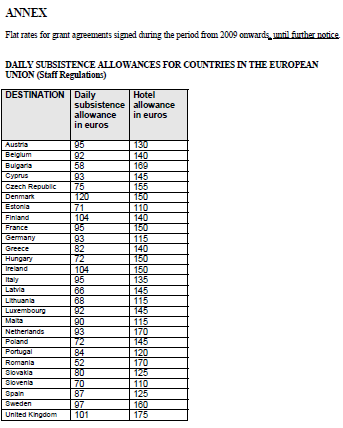 ANNEX
Flat rates for grant agreements signed during the period from 2009 onwards, until further notice.
DAILY SUBSISTENCE ALLOWANCES FOR COUNTRIES IN THE EUROPEAN
UNION (Staff Regulations)
DESTINATION Daily subsistence allowance in euros Hotel allowance in euros
Austria 95 130
Belgium 92 140
Bulgaria 58 169
Cyprus 93 145
Czech Republic 75 155
Denmark 120 150
Estonia 71 110
Finland 104 140
France 95 150
Germany 93 115
Greece 82 140
Hungary 72 150
Ireland 104 150
Italy 95 135
Latvia 66 145
Lithuania 68 115
Luxembourg 92 145
Malta 90 115
Netherlands 93 170
Poland 72 145
Portugal 84 120
Romania 52 170
Slovakia 80 125
Slovenia 70 110
Spain 87 125
Sweden 97 160
United Kingdom 101 175